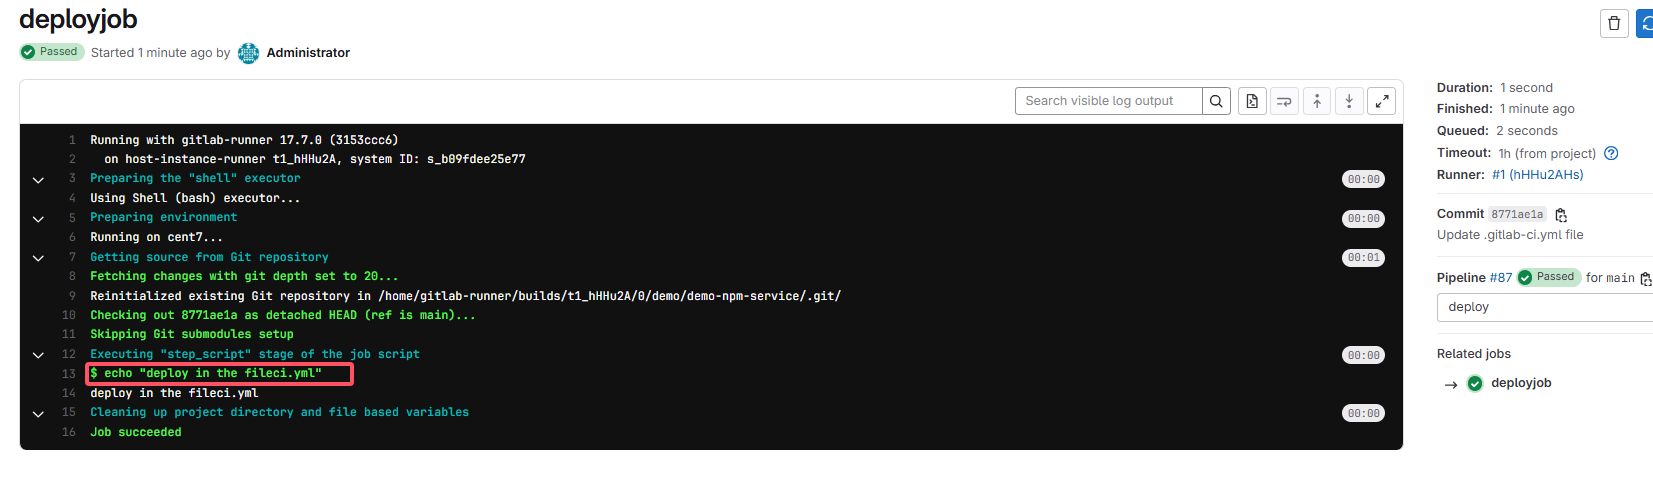 deployjob
Passed Started 1 minute ago by Administrator
Search visible log output
1 Running with gitlab-runner 17.7.0 (3153ccc6)
2 on host-instance-runner t1_hHHu2A, system ID: s_b09fdee25e77
3 Preparing the "shell" executor 00:00
4 Using Shell (bash) executor...
5 Preparing environment 00:00
6 Running on cent7...
7 Getting source from Git repository 00:01
8 Fetching changes with git depth set to 20...
9 Reinitialized existing Git repository in /home/gitlab-runner/builds/t1_hHHu2A/0/demo/demo-npm-service/.git/
10 Checking out 8771ae1a as detached HEAD (ref is main)...
11 Skipping Git submodules setup
12 Executing "step_script" stage of the job script 00:00
13 $ echo "deploy in the fileci.yml"
14 deploy in the fileci.yml
15 Cleaning up project directory and file based variables 00:00
16 Job succeeded
Duration: 1 second
Finished: 1 minute ago
Queued: 2 seconds
Timeout: 1h (from project)
Runner: #1 (hHHu2AHs)
Commit 8771ae1a
Update .gitlab-ci.yml file
Pipeline #87 Passed for main
deploy
Related jobs
deployjob